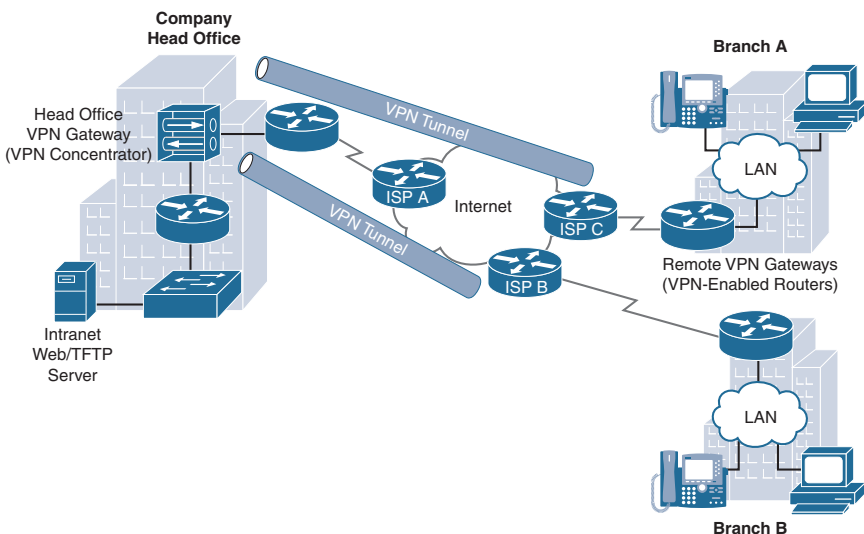 Company
Head Office
Branch A
Head Office
VPN Gateway
(VPN Concentrator)
VPN Tunnel
LAN
ISP A
Internet
VPN Tunnel
ISP C
ISP B
Remote VPN Gateways
(VPN-Enabled Routers)
Intranet
Web/TFTP
Server
LAN
Branch B